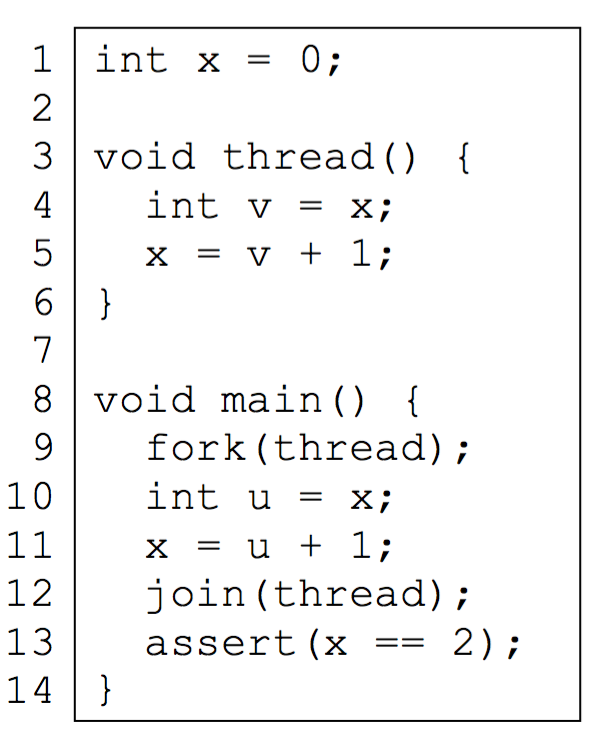 1 int x = 0;
2
3 void thread() {
4   int v = x;
5   x = v + 1;
6 }
7
8 void main() {
9   fork(thread);
10   int u = x;
11   x = u + 1;
12   join(thread);
13   assert(x == 2);
14 }